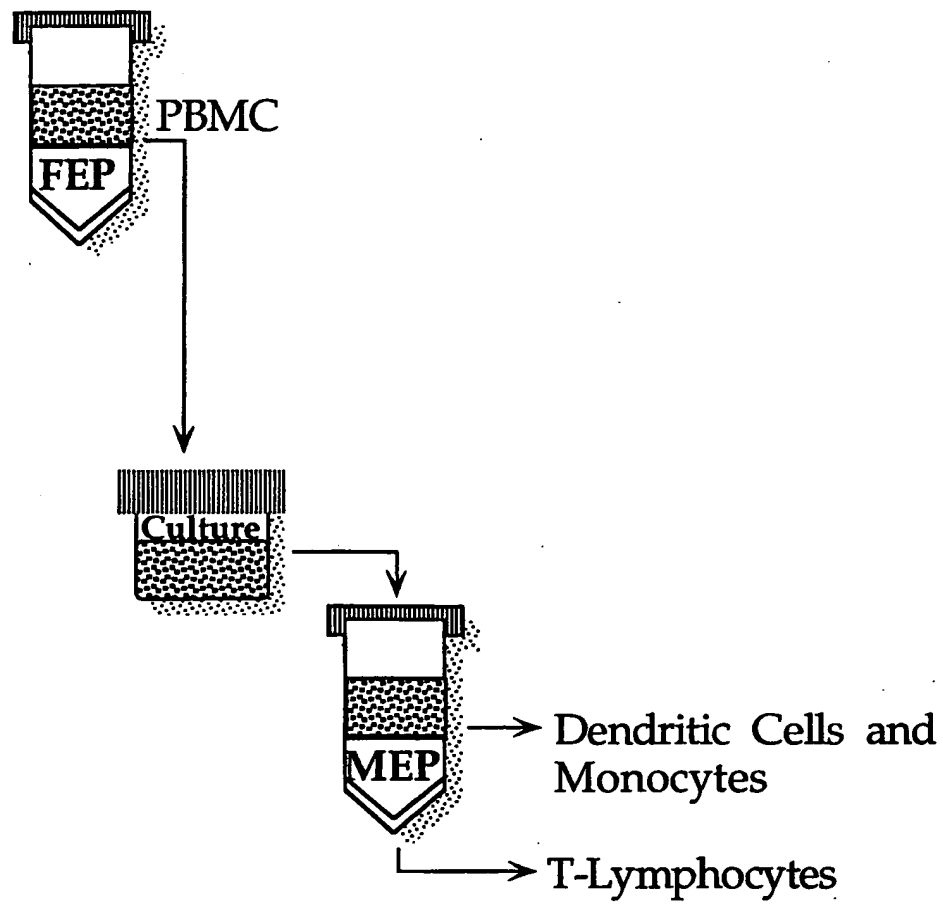 PBMC
FEP
Culture
MEP
Dendritic Cells and
Monocytes
T-Lymphocytes